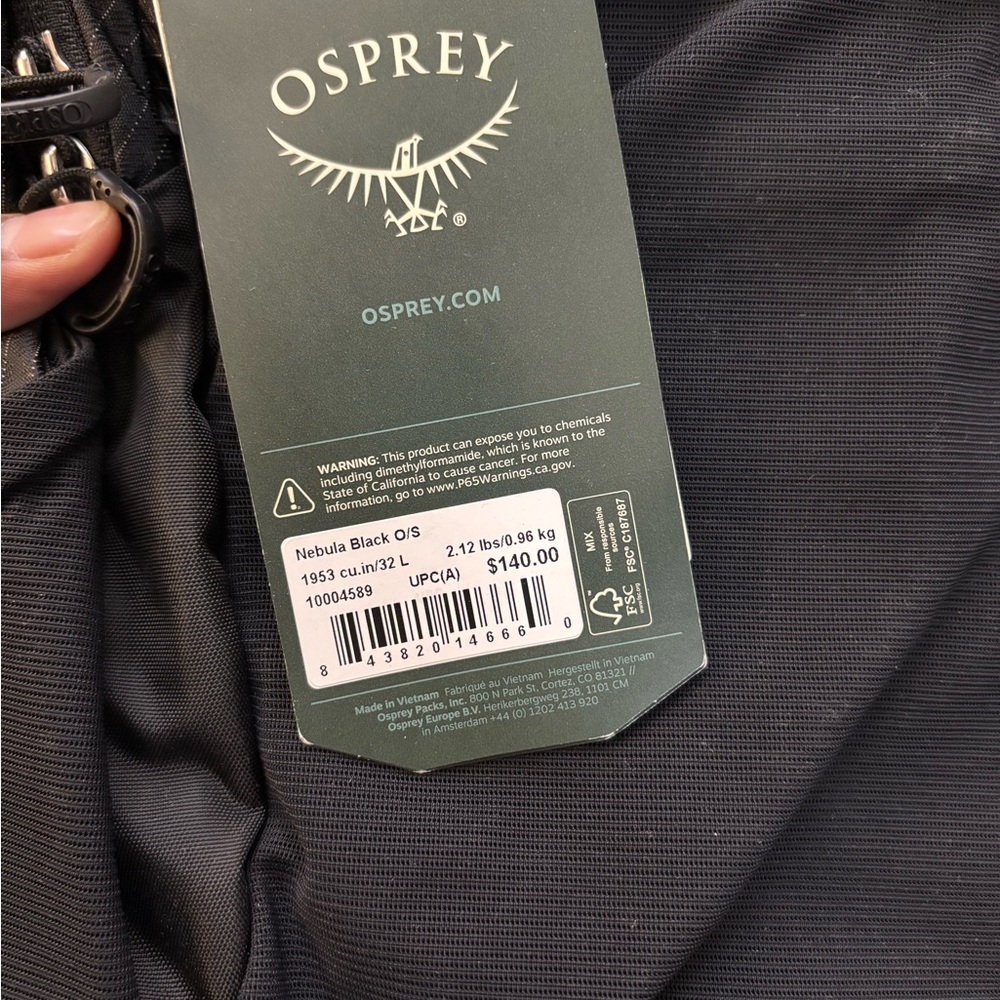 OSPREY
®
OSPREY.COM
WARNING: This product can expose you to chemicals
including dimethylformamide, which is known to the
State of California to cause cancer. For more
information, go to www.P65Warnings.ca.gov.
Nebula Black O/S
1953 cu.in/32 L 2.12 lbs/0.96 kg
10004589 UPC(A) $140.00
8 43820 14666 0
MIX
From responsible
sources
FSC® C187687
FSC
www.fsc.org
Made in Vietnam Fabriqué au Vietnam Hergestellt in Vietnam
Osprey Packs, Inc. 800 N Park St, Cortez, CO 81321 //
Osprey Europe B.V. Herikerbergweg 238, 1101 CM
in Amsterdam +44 (0) 1202 413 920